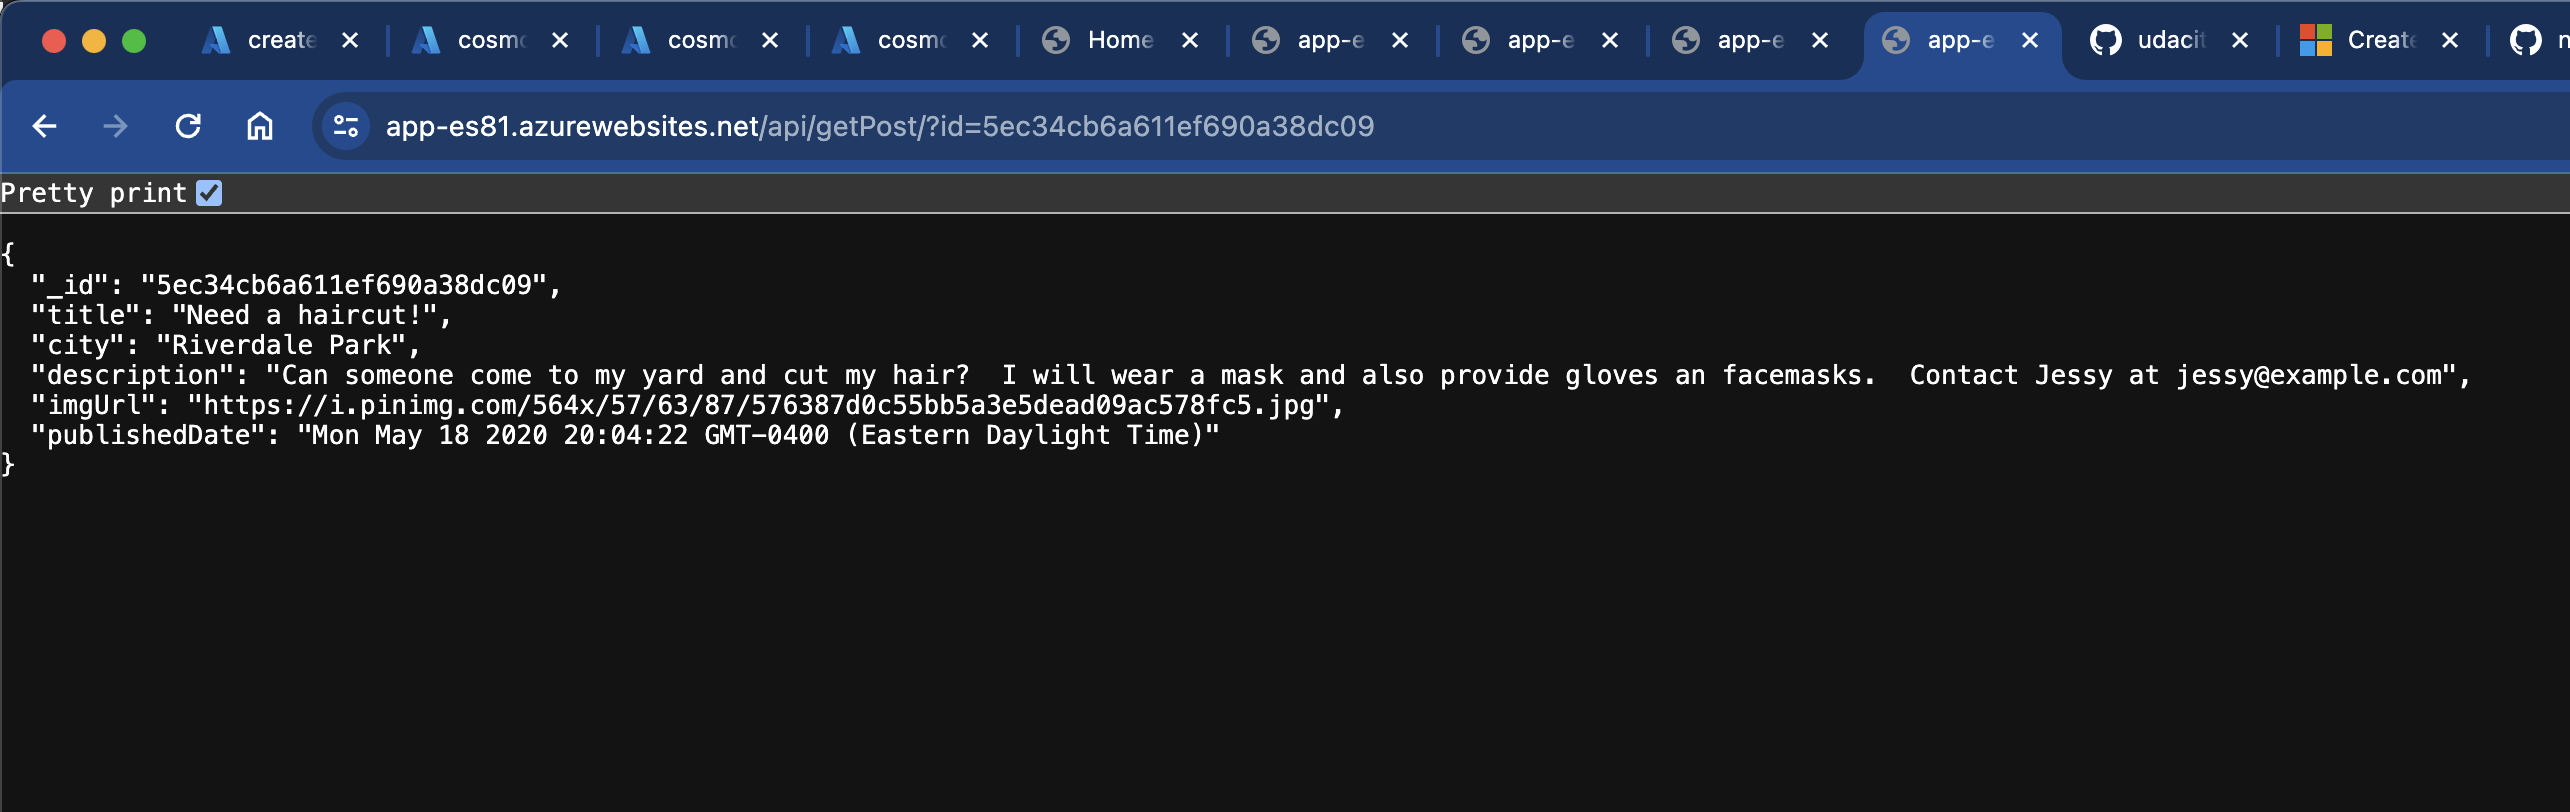 create
cosmo
cosmo
cosmo
Home
app-e
app-e
app-e
app-e
udacit
Create
app-es81.azurewebsites.net/api/getPost/?id=5ec34cb6a611ef690a38dc09
Pretty print
{
"_id": "5ec34cb6a611ef690a38dc09",
"title": "Need a haircut!",
"city": "Riverdale Park",
"description": "Can someone come to my yard and cut my hair?  I will wear a mask and also provide gloves an facemasks.  Contact Jessy at jessy@example.com",
"imgUrl": "https://i.pinimg.com/564x/57/63/87/576387d0c55bb5a3e5dead09ac578fc5.jpg",
"publishedDate": "Mon May 18 2020 20:04:22 GMT-0400 (Eastern Daylight Time)"
}